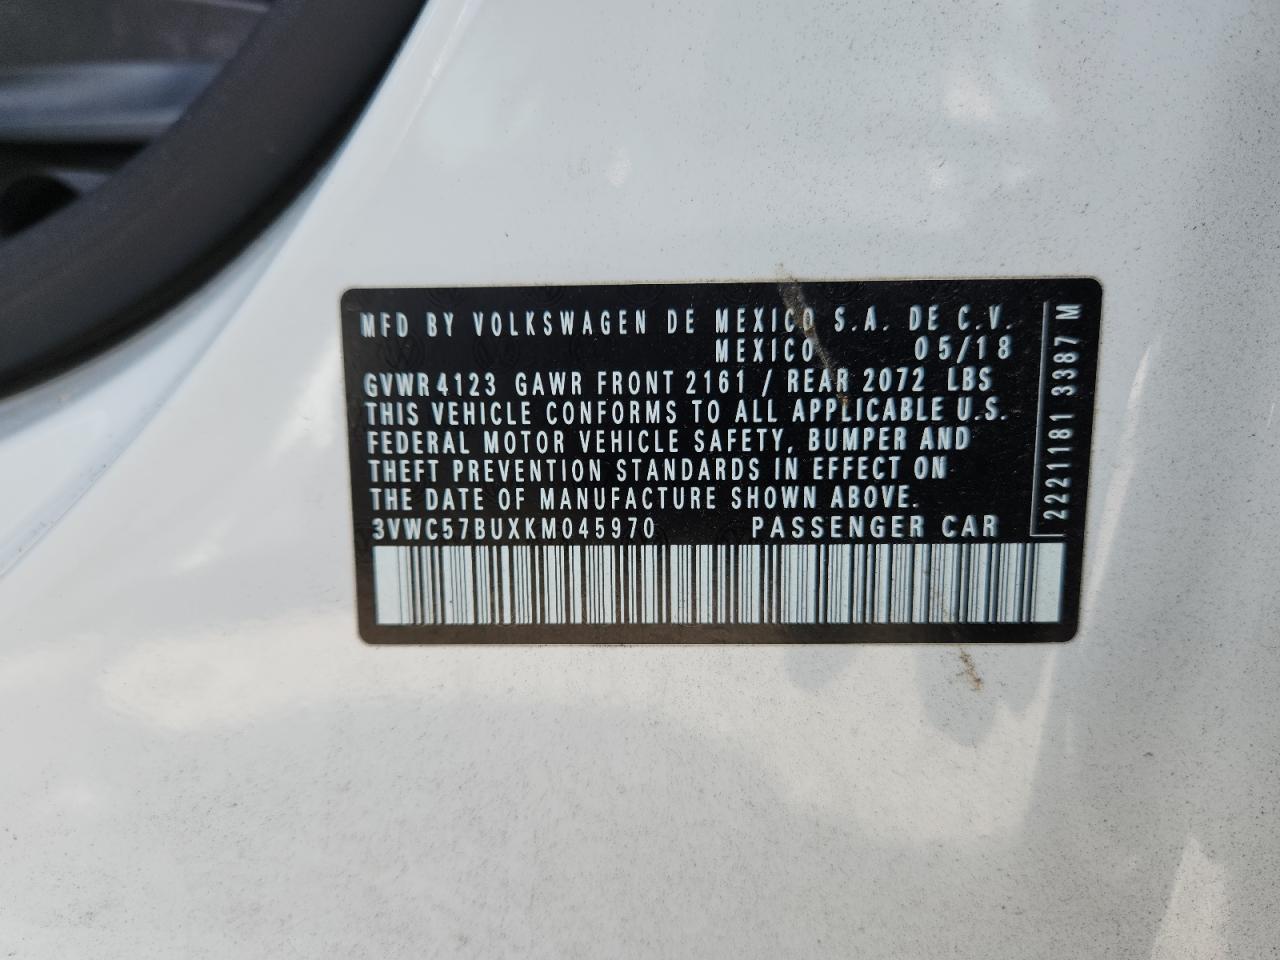 MFD BY VOLKSWAGEN DE MEXICO S.A. DE C.V.
MEXICO 05/18
GVWR 4123 GAWR FRONT 2161 / REAR 2072 LBS
THIS VEHICLE CONFORMS TO ALL APPLICABLE U.S.
FEDERAL MOTOR VEHICLE SAFETY, BUMPER AND
THEFT PREVENTION STANDARDS IN EFFECT ON
THE DATE OF MANUFACTURE SHOWN ABOVE.
3VWC57BUXKM045970 PASSENGER CAR
2221181 3387 M